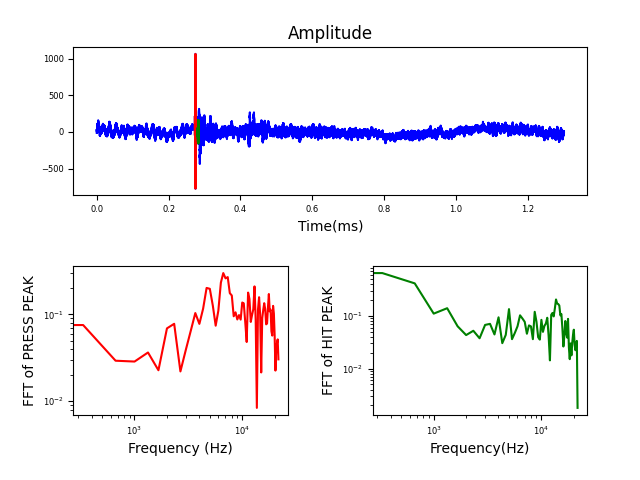 Amplitude
1000
500
0
−500
0.0 0.2 0.4 0.6 0.8 1.0 1.2
Time(ms)
FFT of PRESS PEAK
10⁻¹
10⁻²
10³ 10⁴
Frequency (Hz)
FFT of HIT PEAK
10⁻¹
10⁻²
10³ 10⁴
Frequency(Hz)